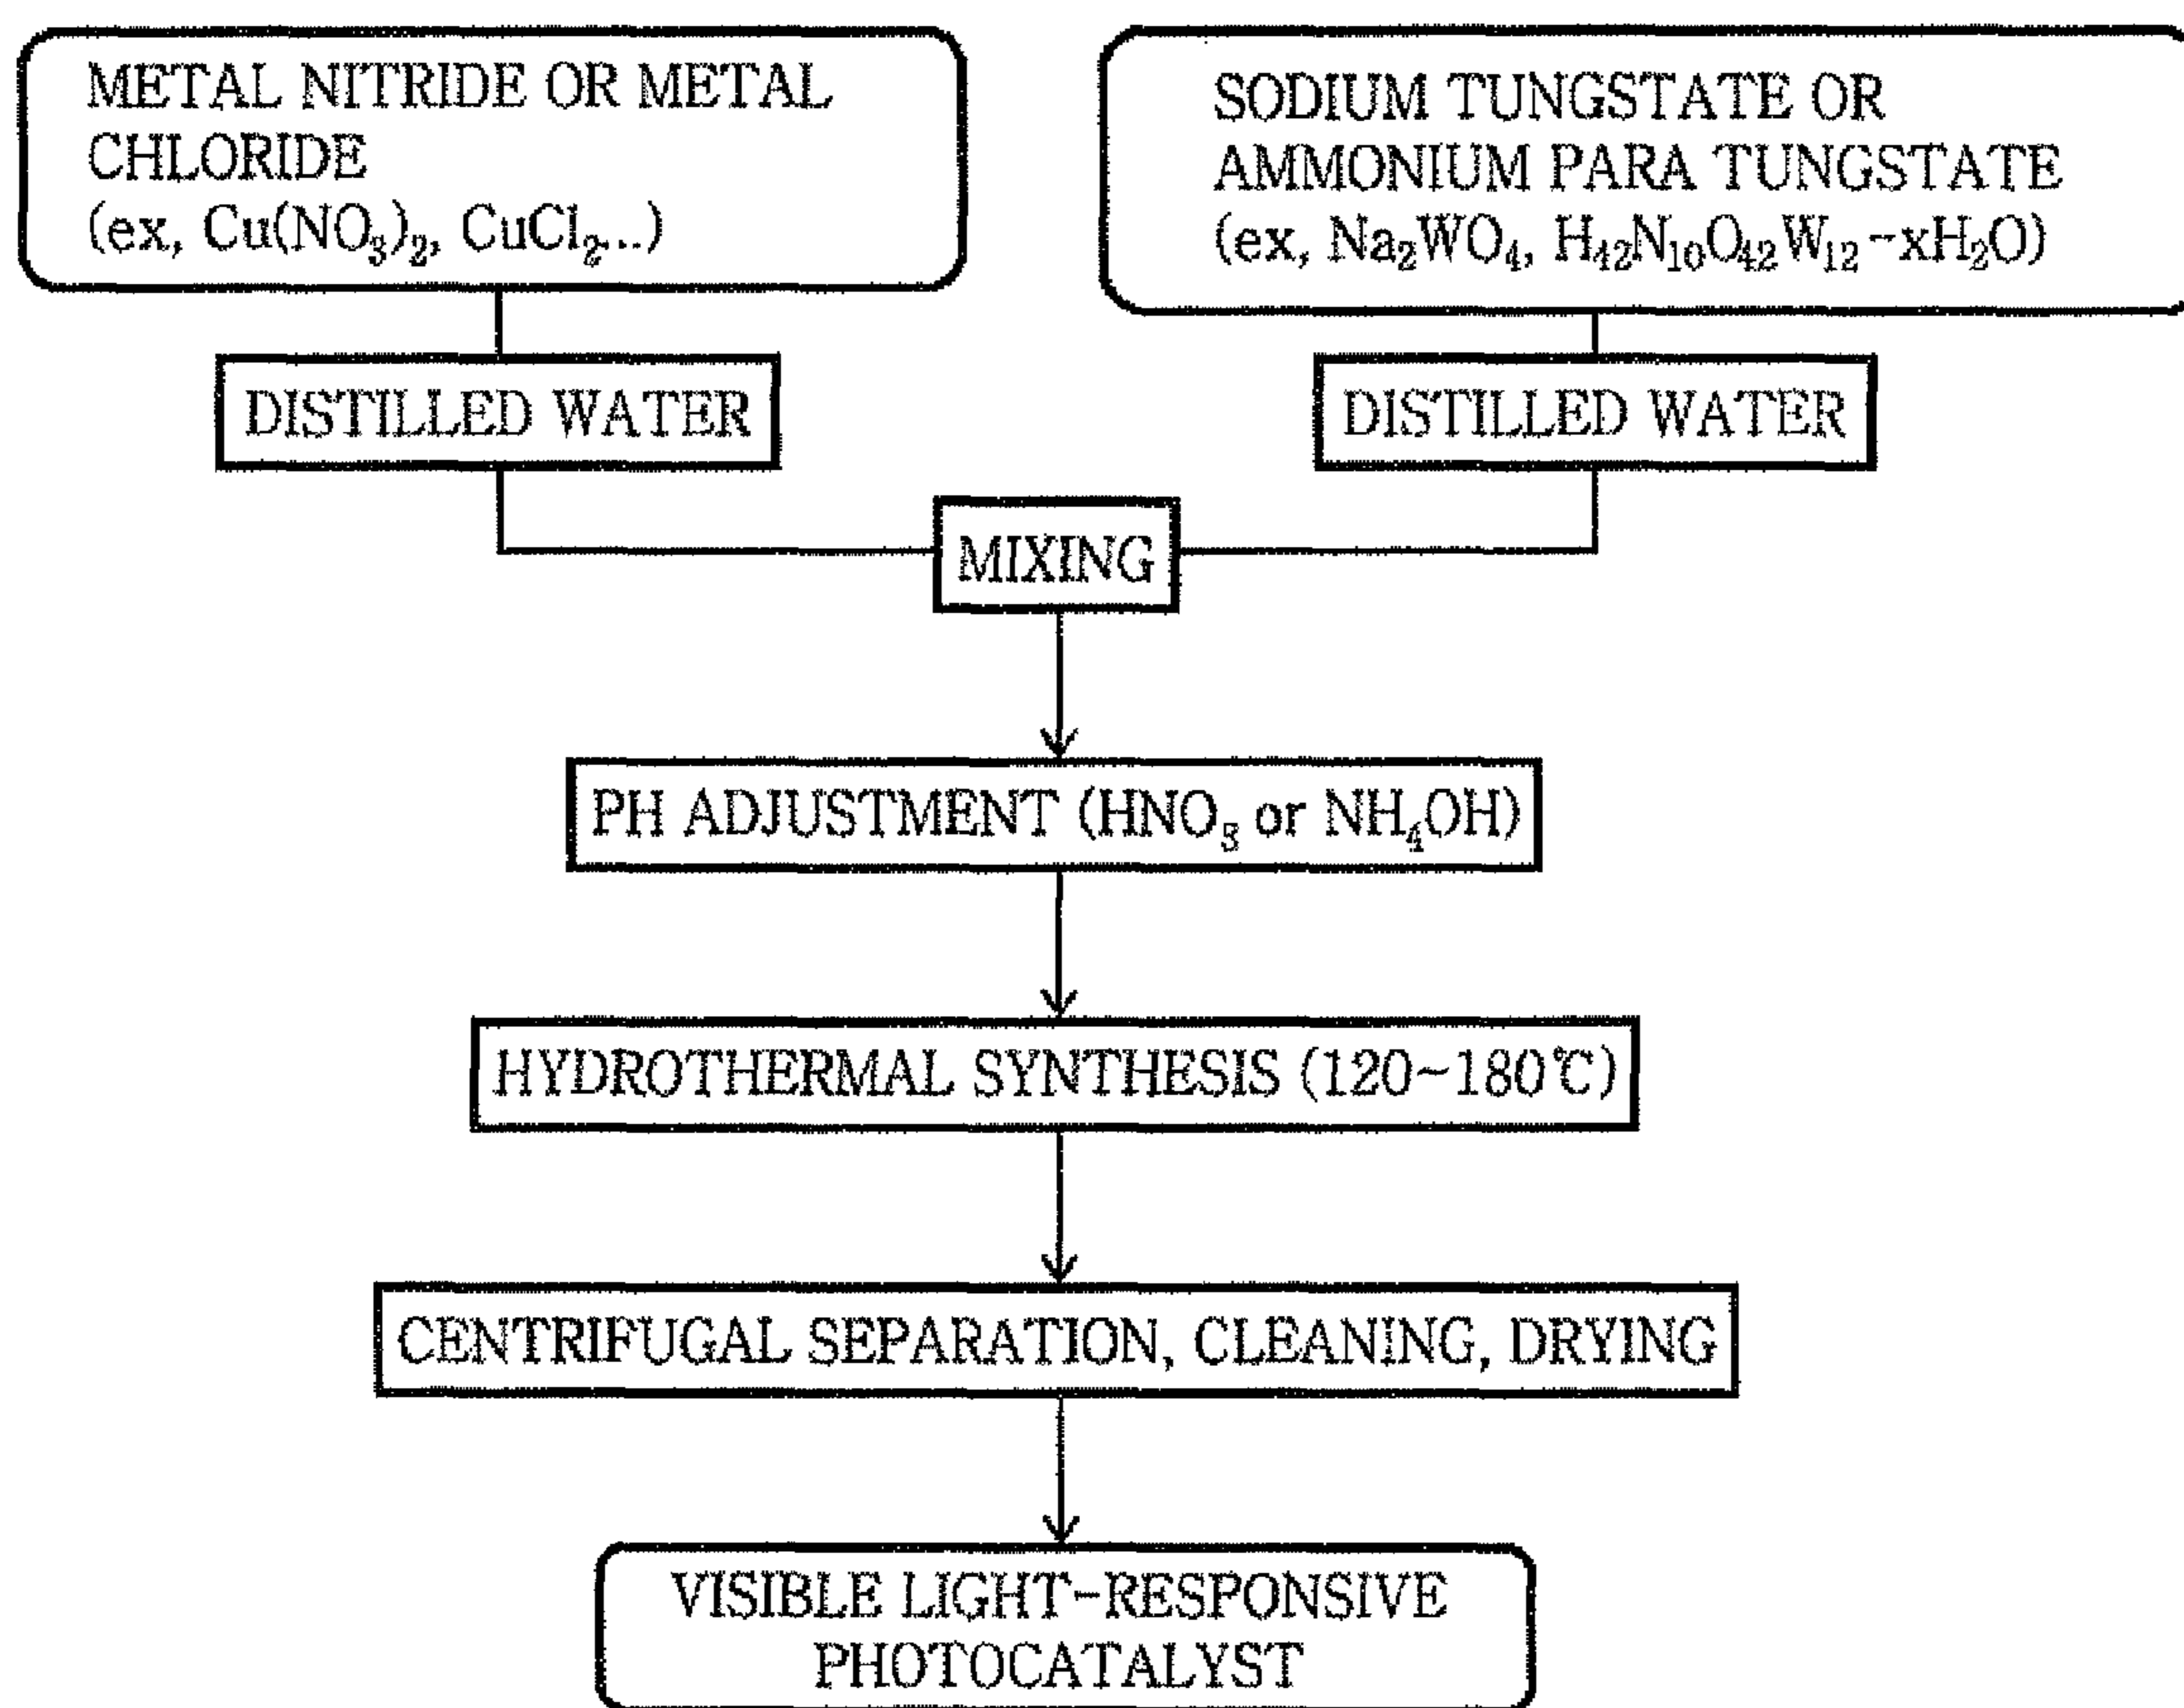 METAL NITRIDE OR METAL
CHLORIDE
(ex, Cu(NO₃)₂, CuCl₂...)
SODIUM TUNGSTATE OR
AMMONIUM PARA TUNGSTATE
(ex, Na₂WO₄, H₄₂N₁₀O₄₂W₁₂-xH₂O)
DISTILLED WATER
DISTILLED WATER
MIXING
PH ADJUSTMENT (HNO₃ or NH₄OH)
HYDROTHERMAL SYNTHESIS (120~180℃)
CENTRIFUGAL SEPARATION, CLEANING, DRYING
VISIBLE LIGHT-RESPONSIVE
PHOTOCATALYST